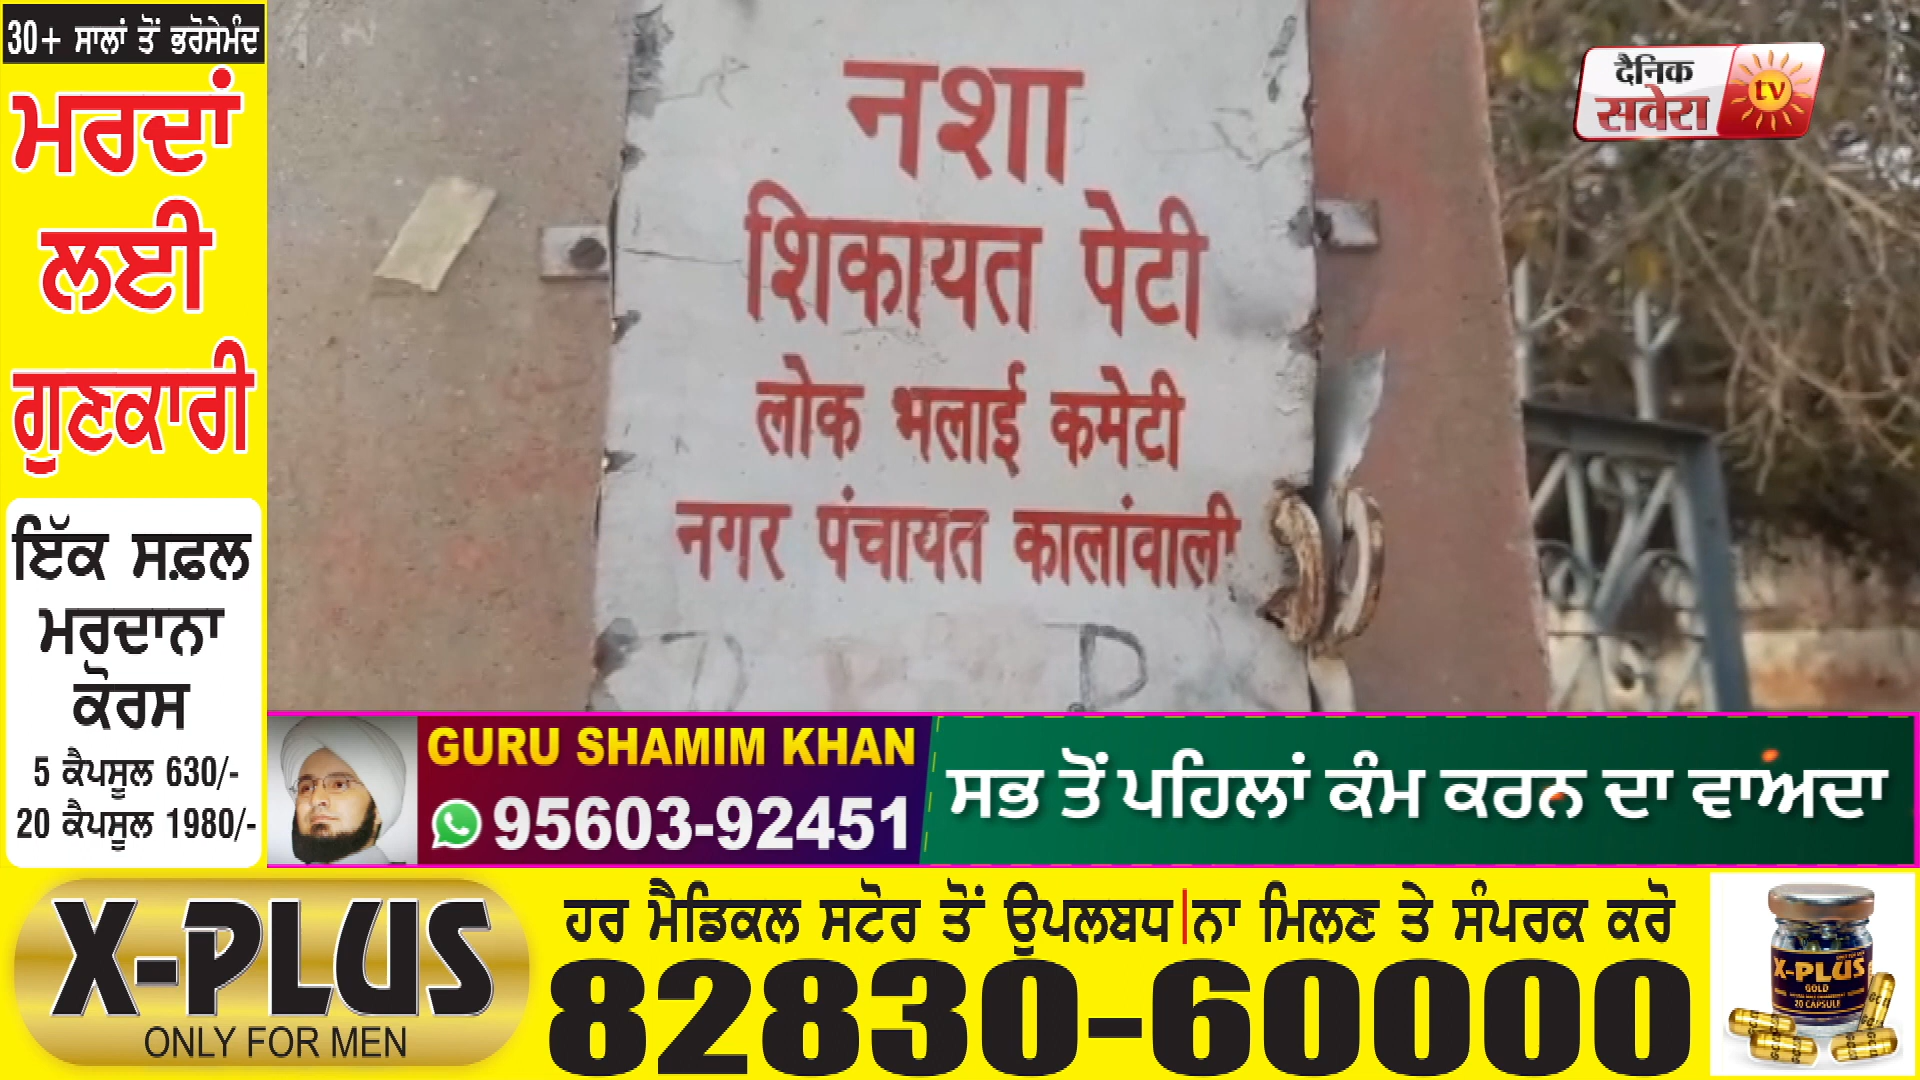 30+ ਸਾਲਾਂ ਤੋਂ ਭਰੋਸੇਮੰਦ
ਮਰਦਾਂ
ਲਈ
ਗੁਣਕਾਰੀ
ਇੱਕ ਸਫ਼ਲ
ਮਰਦਾਨਾ
ਕੋਰਸ
5 ਕੈਪਸੂਲ 630/-
20 ਕੈਪਸੂਲ 1980/-
दैनिक
सवेरा
tv
नशा
शिकायत पेटी
लोक भलाई कमेटी
नगर पंचायत कालांवाली
GURU SHAMIM KHAN
95603-92451
ਸਭ ਤੋਂ ਪਹਿਲਾਂ ਕੰਮ ਕਰਨ ਦਾ ਵਾਅਦਾ
X-PLUS
ONLY FOR MEN
ਹਰ ਮੈਡਿਕਲ ਸਟੋਰ ਤੋਂ ਉਪਲਬਧ|ਨਾ ਮਿਲਣ ਤੇ ਸੰਪਰਕ ਕਰੋ
82830-60000
X-PLUS
GOLD
20 CAPSULE